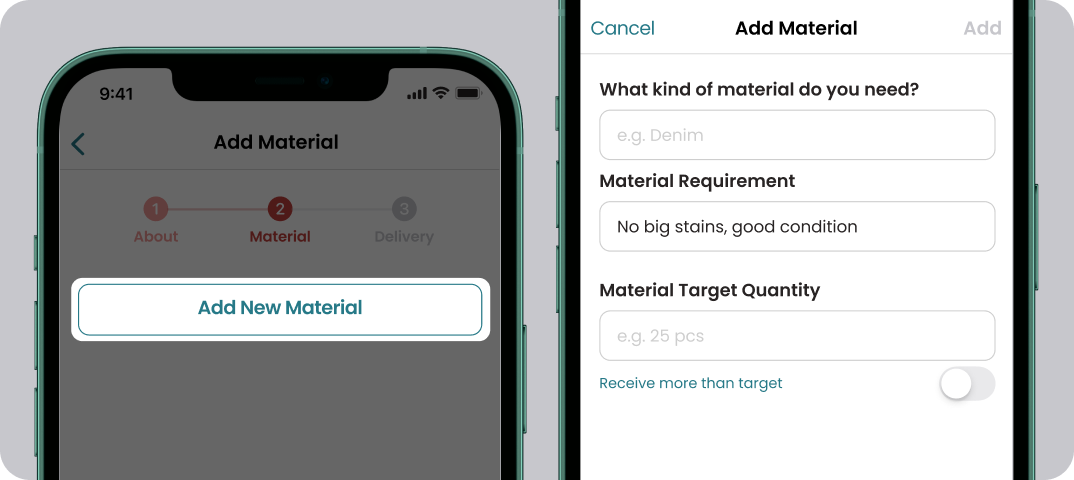 9:41
Add Material
1
2
3
About
Material
Delivery
Add New Material
Cancel
Add Material
Add
What kind of material do you need?
e.g. Denim
Material Requirement
No big stains, good condition
Material Target Quantity
e.g. 25 pcs
Receive more than target